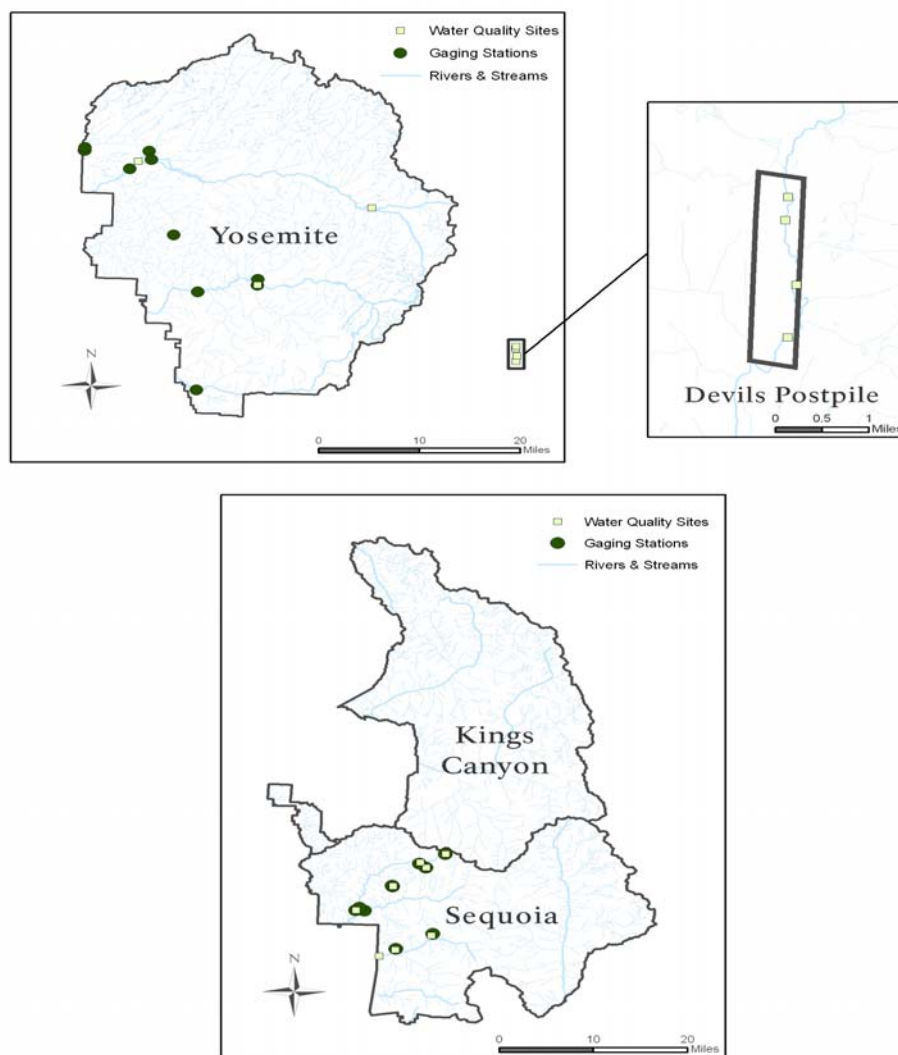 Water Quality Sites
Gaging Stations
Rivers & Streams
Yosemite
N
0 10 20
Miles
Devils Postpile
0 0.5 1
Miles
Water Quality Sites
Gaging Stations
Rivers & Streams
Kings
Canyon
Sequoia
N
0 10 20
Miles